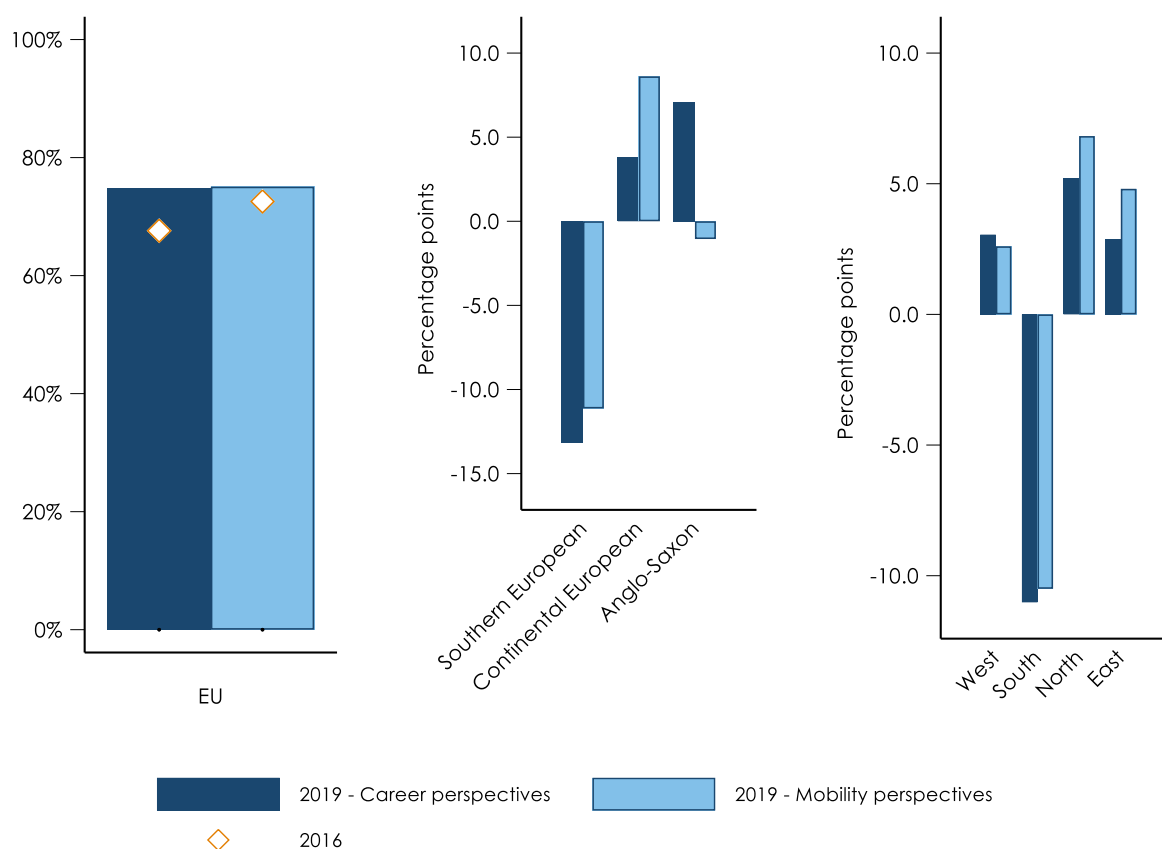 100%
80%
60%
40%
20%
0%
EU
Percentage points
10.0
5.0
0.0
-5.0
-10.0
-15.0
Southern European
Continental European
Anglo-Saxon
Percentage points
10.0
5.0
0.0
-5.0
-10.0
West
South
North
East
2019 - Career perspectives
2019 - Mobility perspectives
2016